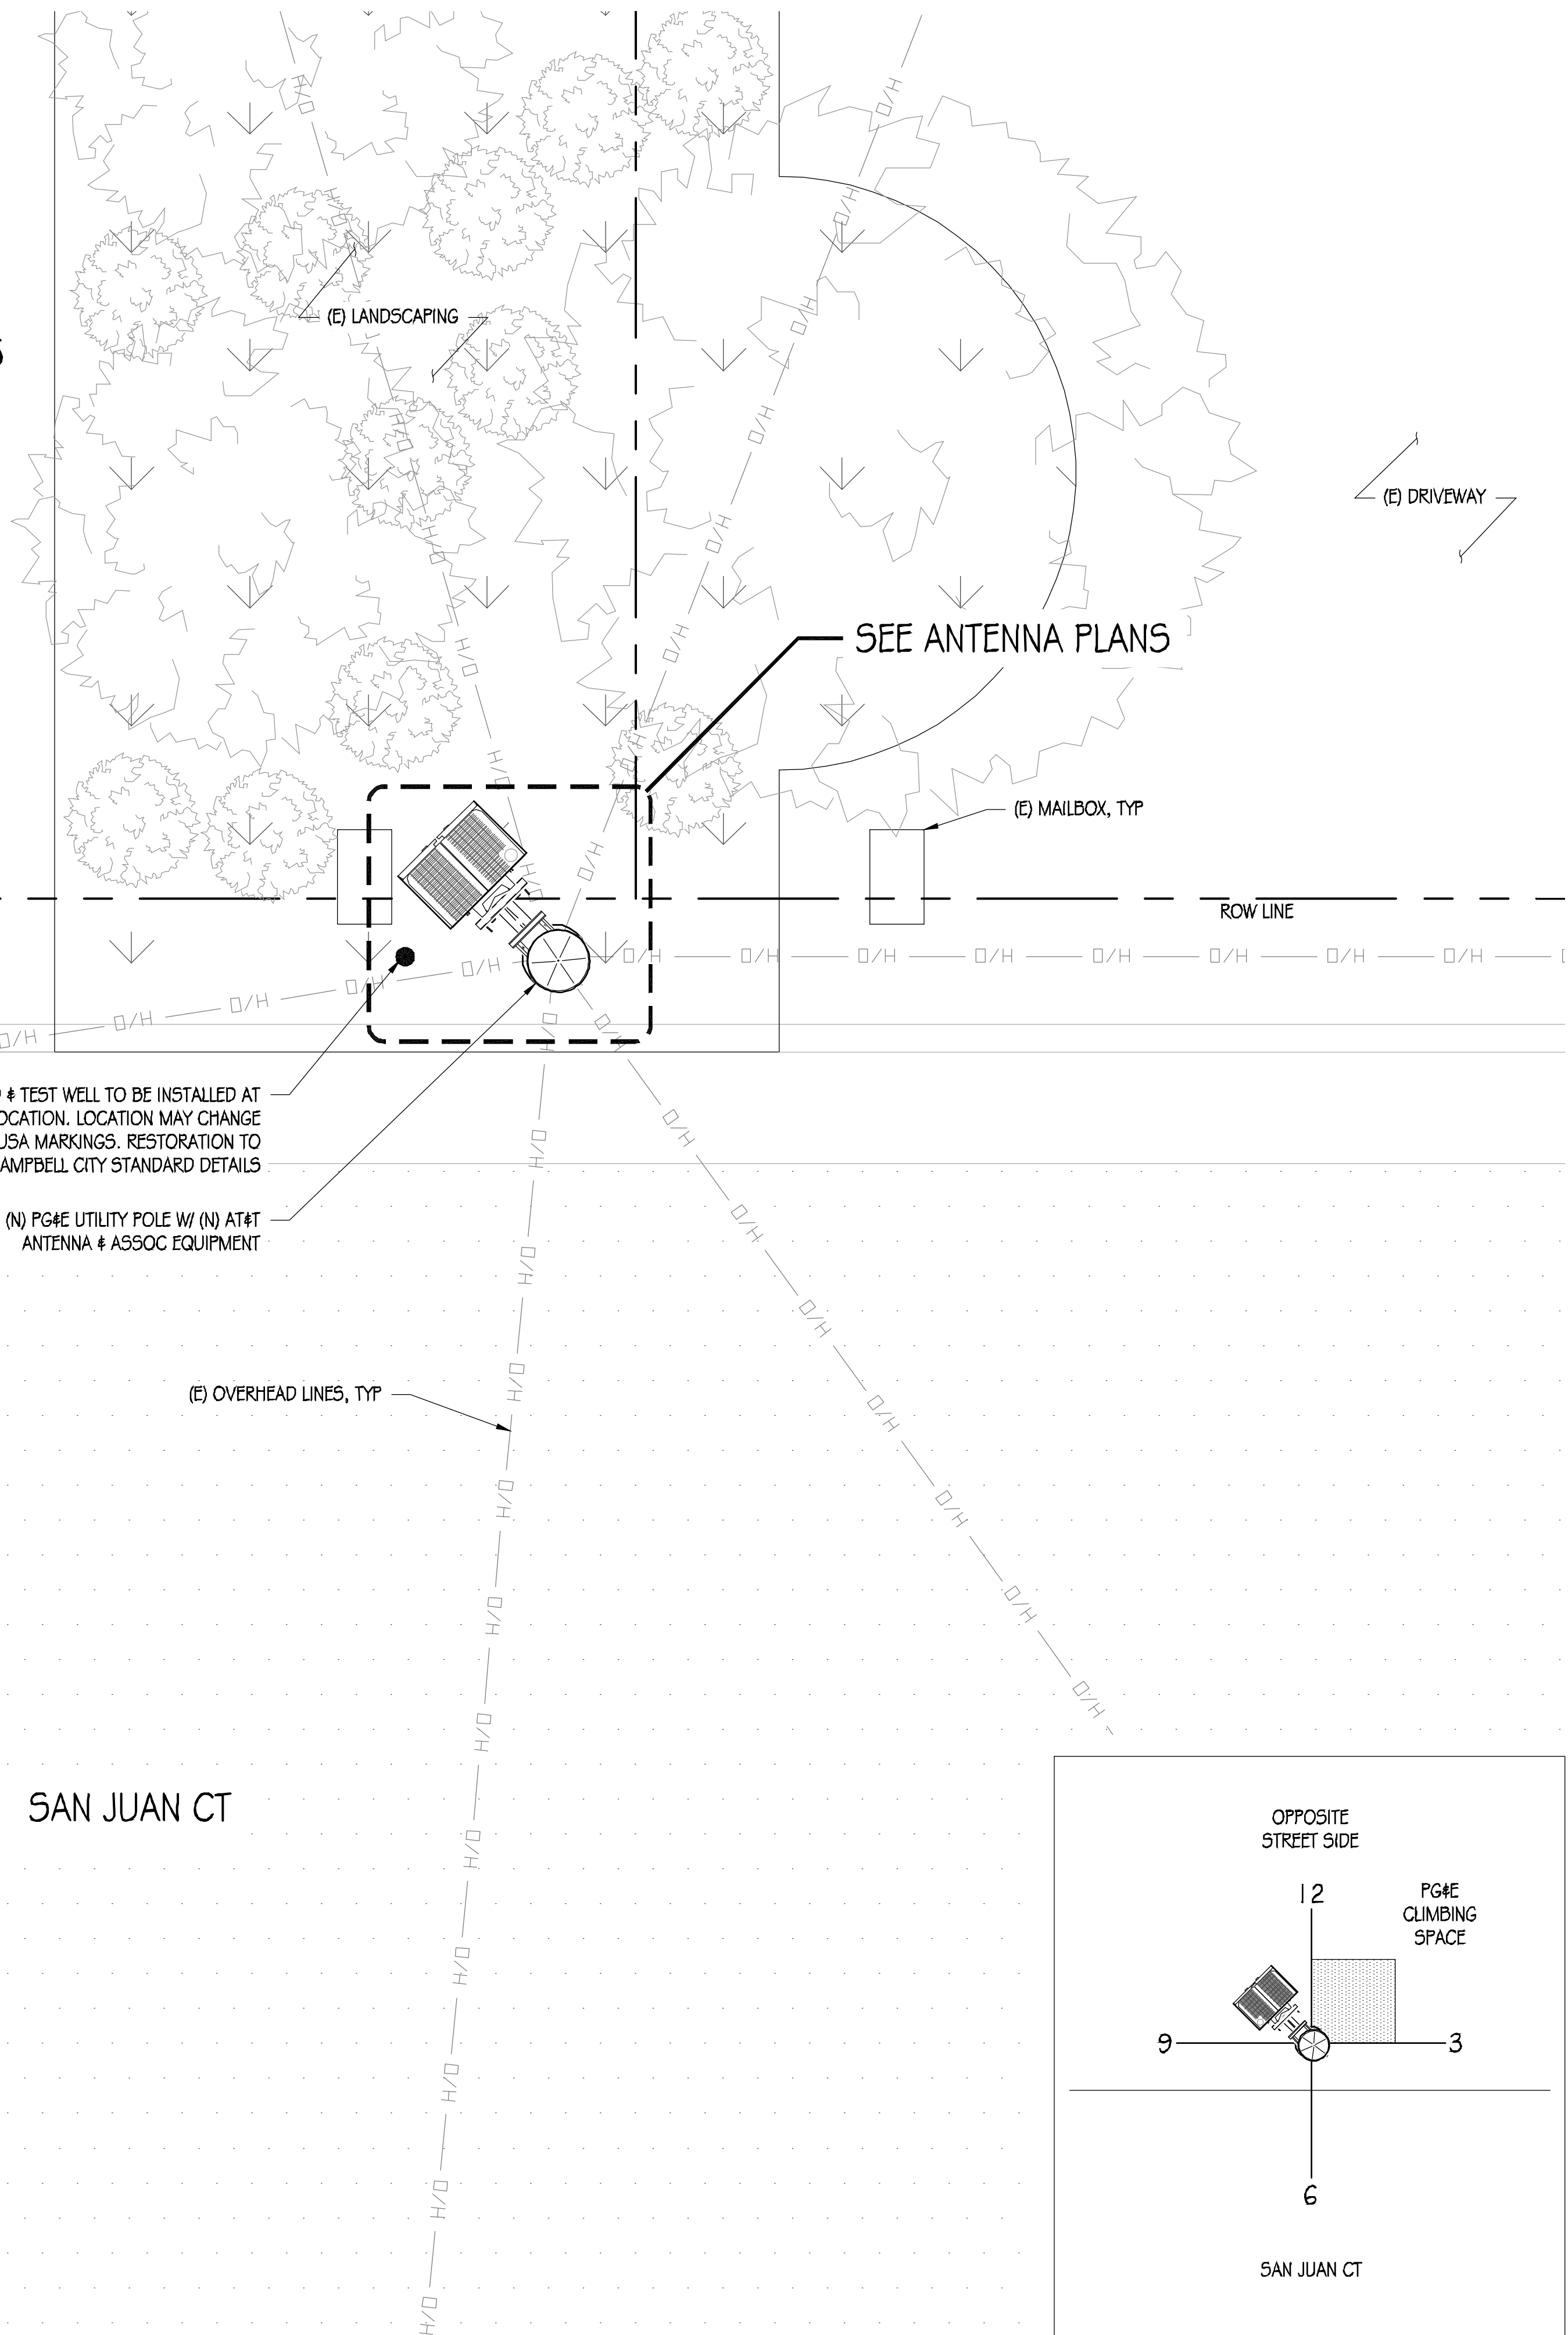 O/H
O/H
O/H
O/H
(E) LANDSCAPING
O/H
O/H
O/H
(E) DRIVEWAY
O/H
O/H
SEE ANTENNA PLANS
O/H
O/H
O/H
O/H
(E) MAILBOX, TYP
O/H
O/H
ROW LINE
O/H O/H O/H O/H O/H O/H O/H O/H
O/H
O/H
O/H
O/H
O/H
O/H
O/H
& TEST WELL TO BE INSTALLED AT
LOCATION. LOCATION MAY CHANGE
USA MARKINGS. RESTORATION TO
CAMPBELL CITY STANDARD DETAILS
O/H
O/H
(N) PG&E UTILITY POLE W/ (N) AT&T
ANTENNA & ASSOC EQUIPMENT
O/H
O/H
O/H
(E) OVERHEAD LINES, TYP
O/H
O/H
O/H
O/H
O/H
O/H
O/H
O/H
SAN JUAN CT
O/H
O/H
O/H
O/H
O/H
OPPOSITE
STREET SIDE
12
PG&E
CLIMBING
SPACE
9
3
6
SAN JUAN CT